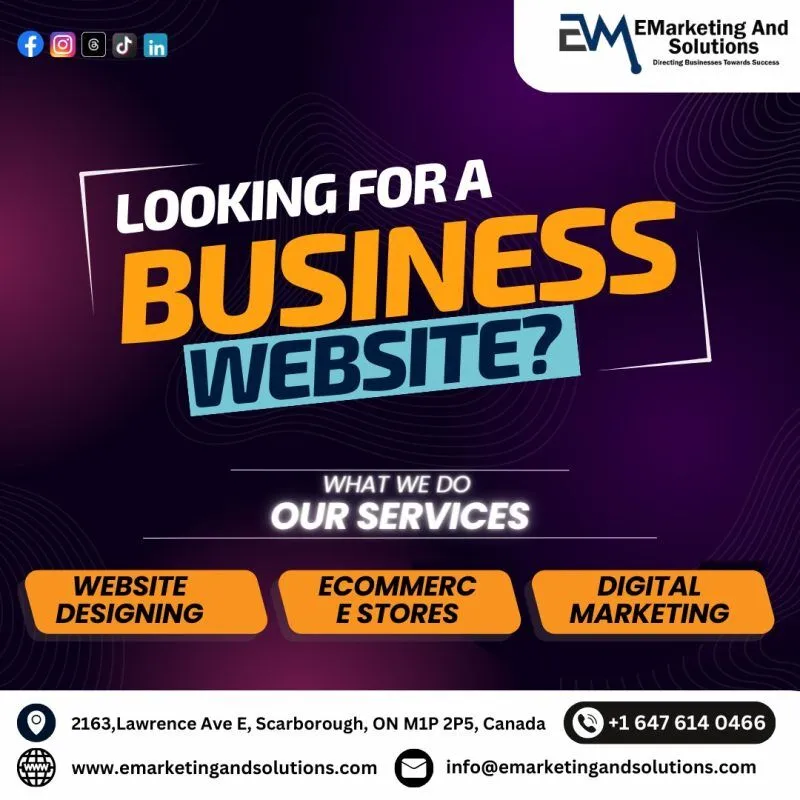 EM EMarketing And
Solutions
Directing Businesses Towards Success
LOOKING FOR A
BUSINESS
WEBSITE?
WHAT WE DO
OUR SERVICES
WEBSITE
DESIGNING
ECOMMERC
E STORES
DIGITAL
MARKETING
2163,Lawrence Ave E, Scarborough, ON M1P 2P5, Canada
+1 647 614 0466
www.emarketingandsolutions.com
info@emarketingandsolutions.com